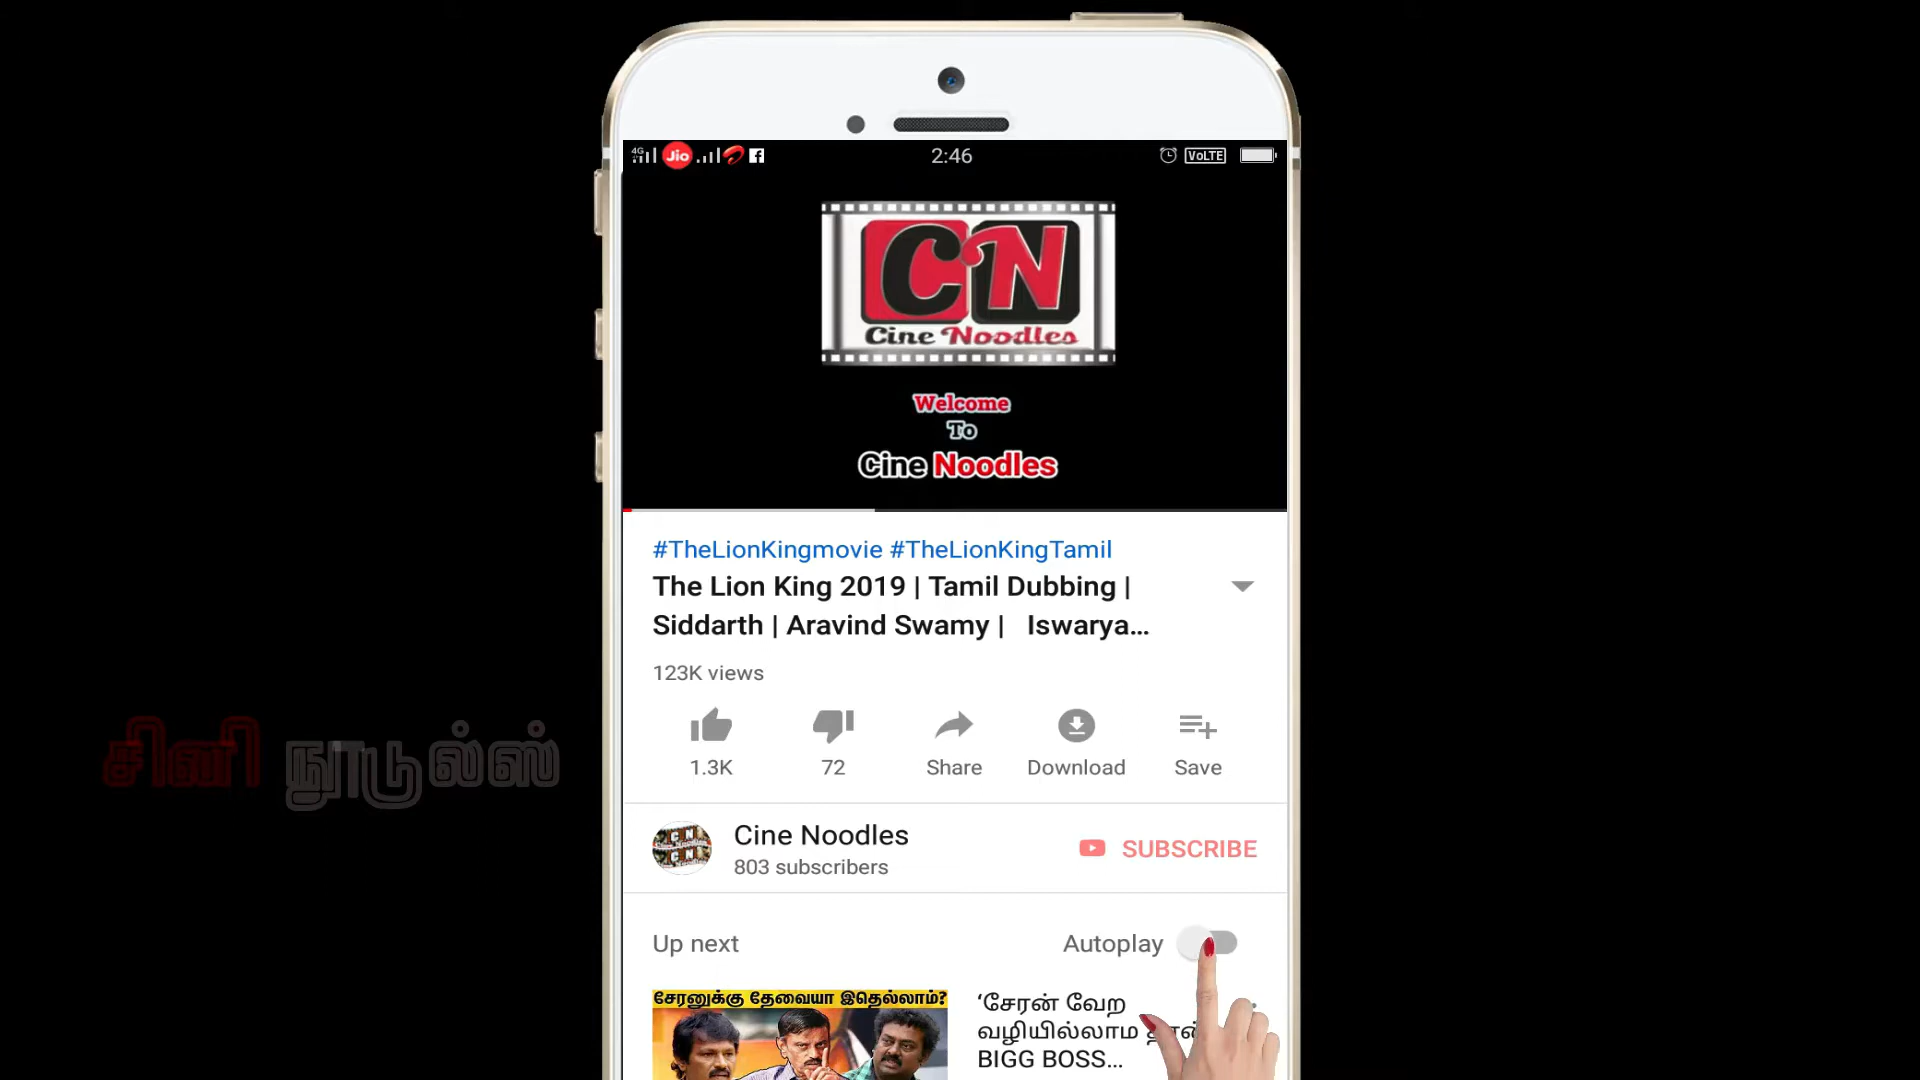 4G Jio 2:46 VoLTE
CN
Cine Noodles
Welcome
To
Cine Noodles
#TheLionKingmovie #TheLionKingTamil
The Lion King 2019 | Tamil Dubbing |
Siddarth | Aravind Swamy | Iswarya...
123K views
1.3K 72 Share Download Save
சினி நூடுல்ஸ்
Cine Noodles
803 subscribers
SUBSCRIBE
Up next Autoplay
சேரனுக்கு தேவையா இதெல்லாம்?
‘சேரன் வேற
வழியில்லாம
BIGG BOSS...